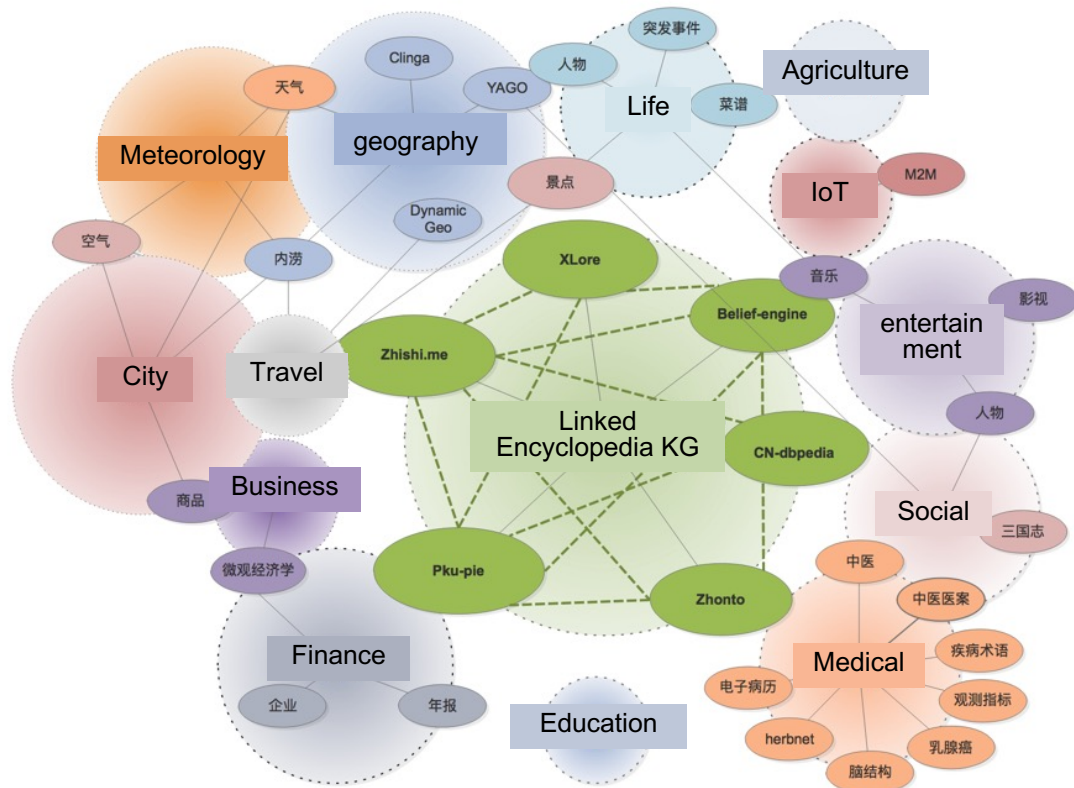 突发事件
Clinga
人物
Agriculture
天气
YAGO
菜谱
Life
Meteorology
geography
景点
IoT
M2M
Dynamic
Geo
空气
内涝
XLore
音乐
影视
Belief-engine
entertain
ment
Zhishi.me
City
Travel
人物
Linked
Encyclopedia KG
CN-dbpedia
商品
Business
Social
三国志
微观经济学
Pku-pie
中医
Zhonto
中医医案
Finance
Medical
疾病术语
电子病历
观测指标
企业
年报
Education
herbnet
乳腺癌
脑结构